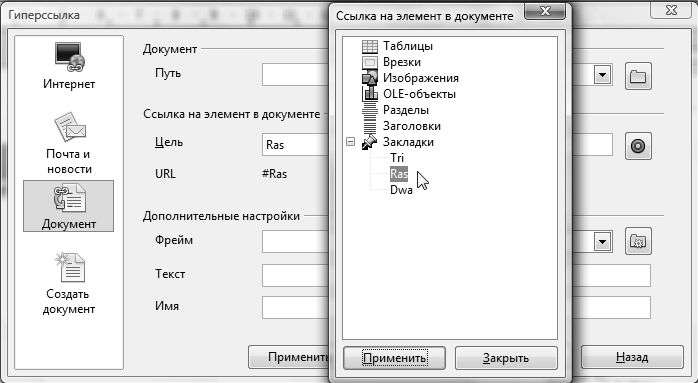 Гиперссылка
Интернет
Почта и
новости
Документ
Создать
документ
Документ
Путь
Ссылка на элемент в документе
Цель
Ras
URL
#Ras
Дополнительные настройки
Фрейм
Текст
Имя
Применить
Назад
Ссылка на элемент в документе
Таблицы
Врезки
Изображения
OLE-объекты
Разделы
Заголовки
Закладки
Tri
Ras
Dwa
Применить
Закрыть